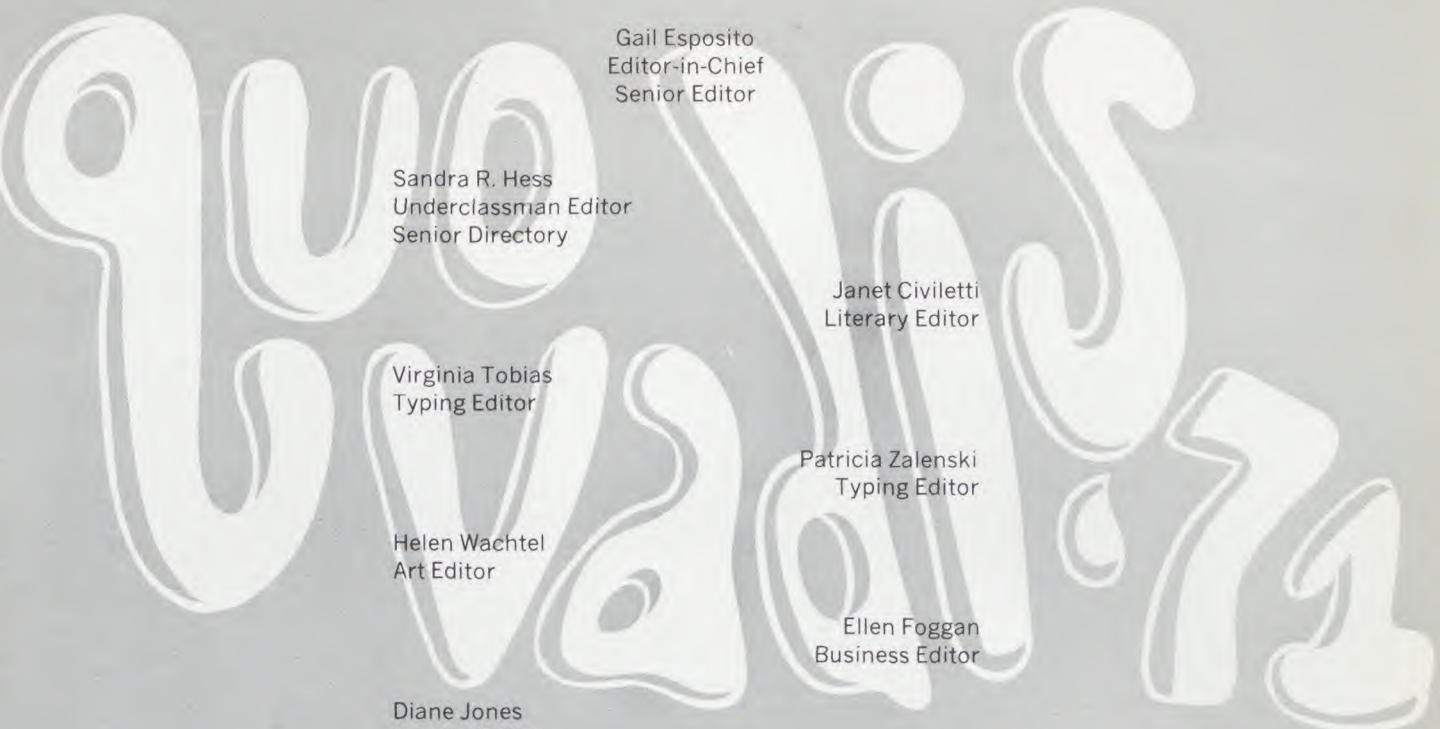 quo
vadis '71
Gail Esposito
Editor-in-Chief
Senior Editor
Sandra R. Hess
Underclassman Editor
Senior Directory
Janet Civiletti
Literary Editor
Virginia Tobias
Typing Editor
Patricia Zalenski
Typing Editor
Helen Wachtel
Art Editor
Ellen Foggan
Business Editor
Diane Jones